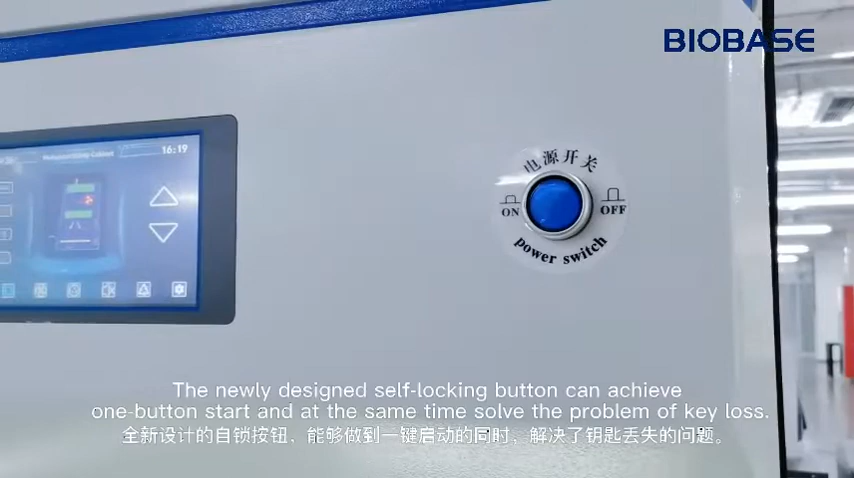 BIOBASE
16:19
电源开关
ON
OFF
power switch
The newly designed self-locking button can achieve
one-button start and at the same time solve the problem of key loss.
全新设计的自锁按钮，能够做到一键启动的同时，解决了钥匙丢失的问题。